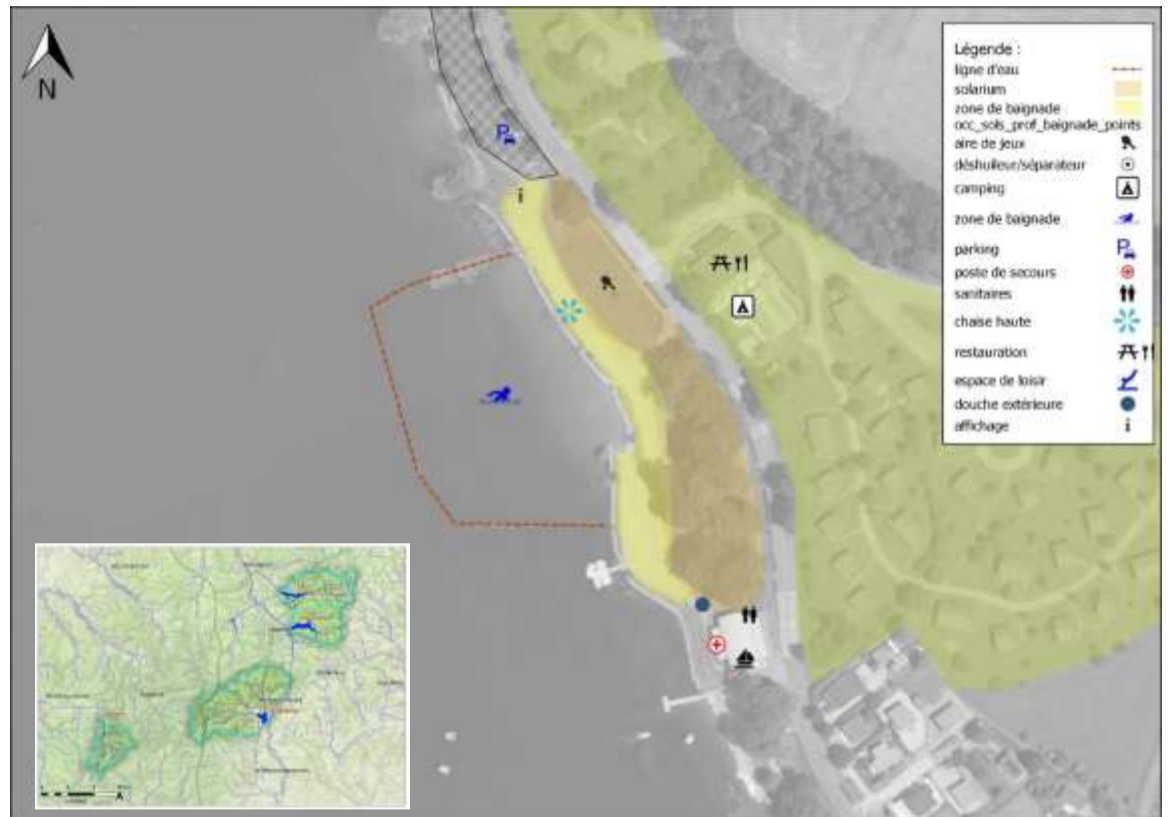 N
Légende :
ligne d'eau
solarium
zone de baignade
occ_sols_prof_baignade_points
aire de jeux
déshuileur/séparateur
camping
zone de baignade
parking
poste de secours
sanitaires
chaise haute
restauration
espace de loisir
douche extérieure
affichage
P
P
i
i